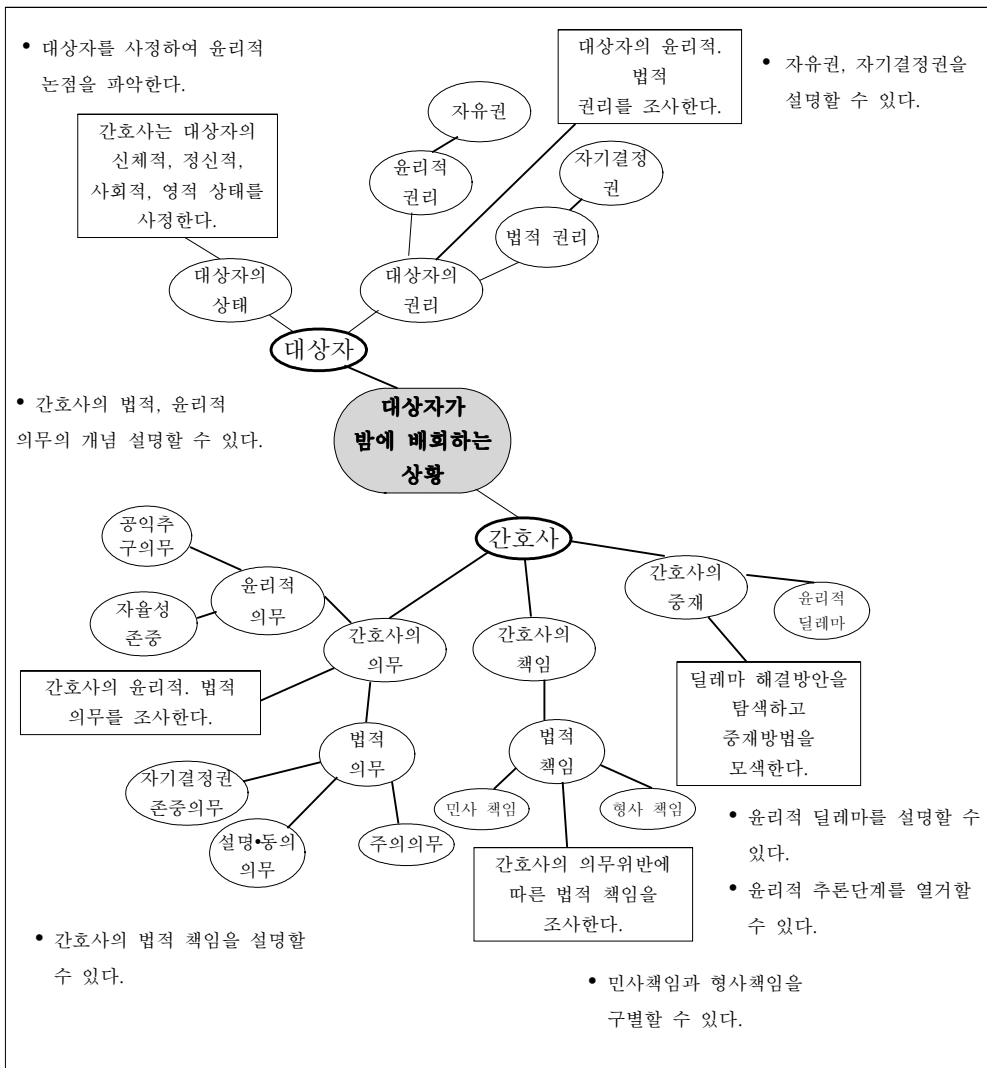 • 대상자를 사정하여 윤리적
논점을 파악한다.
대상자의 윤리적.
법적
권리를 조사한다.
• 자유권, 자기결정권을
설명할 수 있다.
간호사는 대상자의
신체적, 정신적,
사회적, 영적 상태를
사정한다.
자유권
윤리적
권리
자기결정
권
법적 권리
대상자의
상태
대상자의
권리
대상자
• 간호사의 법적, 윤리적
의무의 개념 설명할 수 있다.
대상자가
밤에 배회하는
상황
간호사
공익추
구의무
윤리적
의무
자율성
존중
간호사의
의무
간호사의
책임
간호사의
중재
윤리적
딜레마
간호사의 윤리적. 법적
의무를 조사한다.
딜레마 해결방안을
탐색하고
중재방법을
모색한다.
법적
의무
법적
책임
자기결정권
존중의무
설명•동의
의무
주의의무
민사 책임
형사 책임
간호사의 의무위반에
따른 법적 책임을
조사한다.
• 윤리적 딜레마를 설명할 수
있다.
• 윤리적 추론단계를 열거할
수 있다.
• 간호사의 법적 책임을 설명할
수 있다.
• 민사책임과 형사책임을
구별할 수 있다.